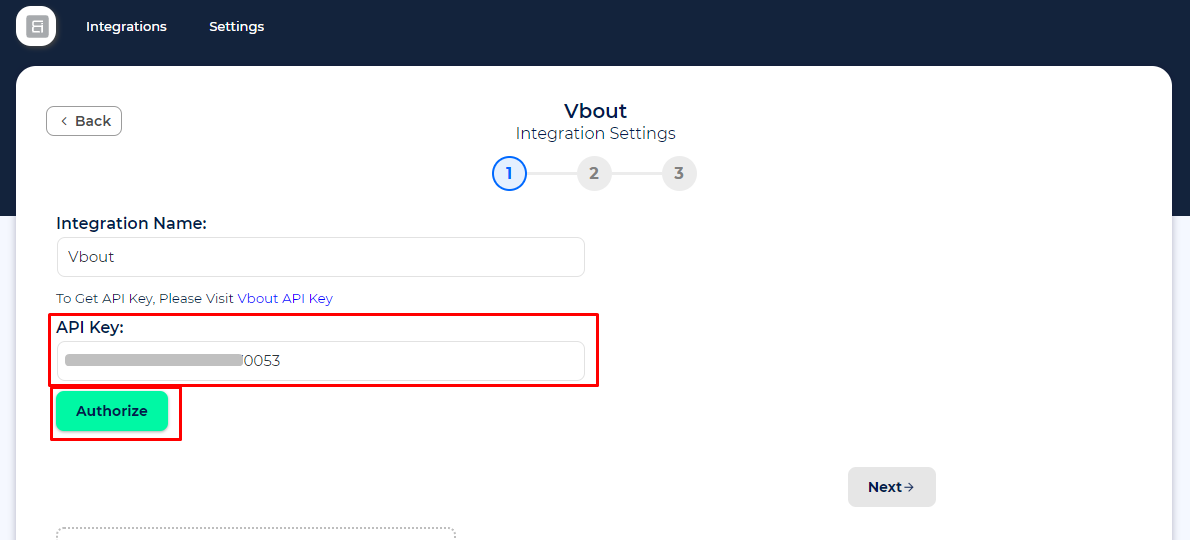 Integrations Settings
Back
Vbout
Integration Settings
1 2 3
Integration Name:
Vbout
To Get API Key, Please Visit Vbout API Key
API Key:
0053
Authorize
Next→